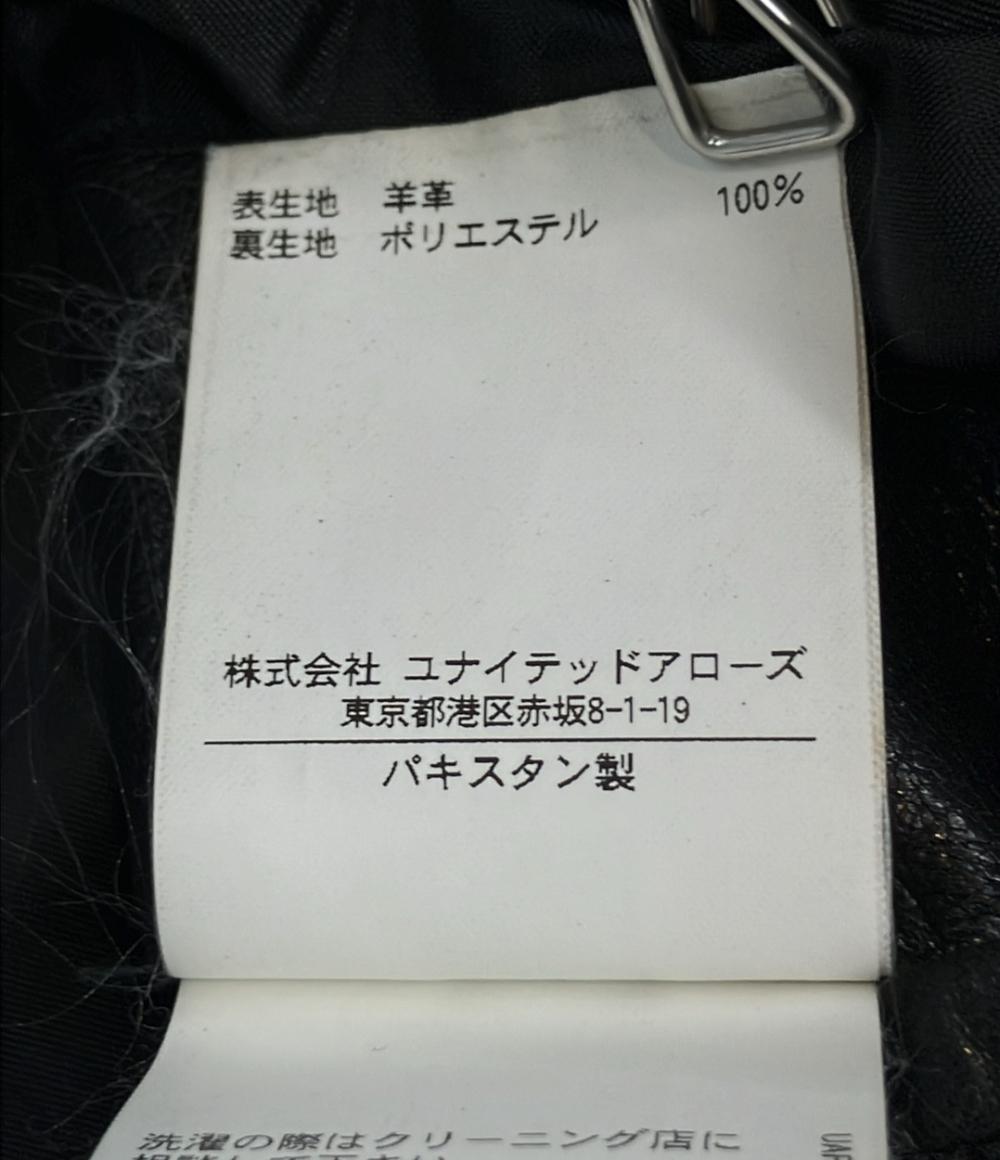 表生地 羊革
裏生地 ポリエステル 100%
株式会社 ユナイテッドアローズ
東京都港区赤坂8-1-19
パキスタン製
洗濯の際はクリーニング店に